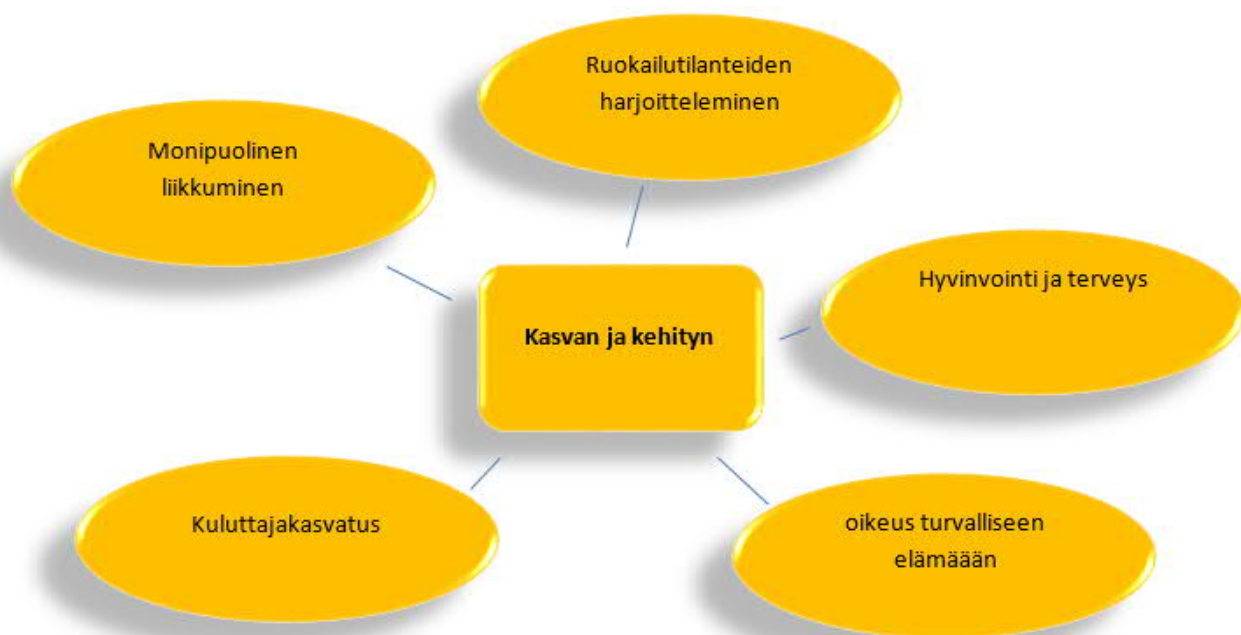 Ruokailutilanteiden
harjoitteleminen
Monipuolinen
liikkuminen
Hyvinvointi ja terveys
Kasvan ja kehityn
Kuluttajakasvatus
oikeus turvalliseen
elämäään